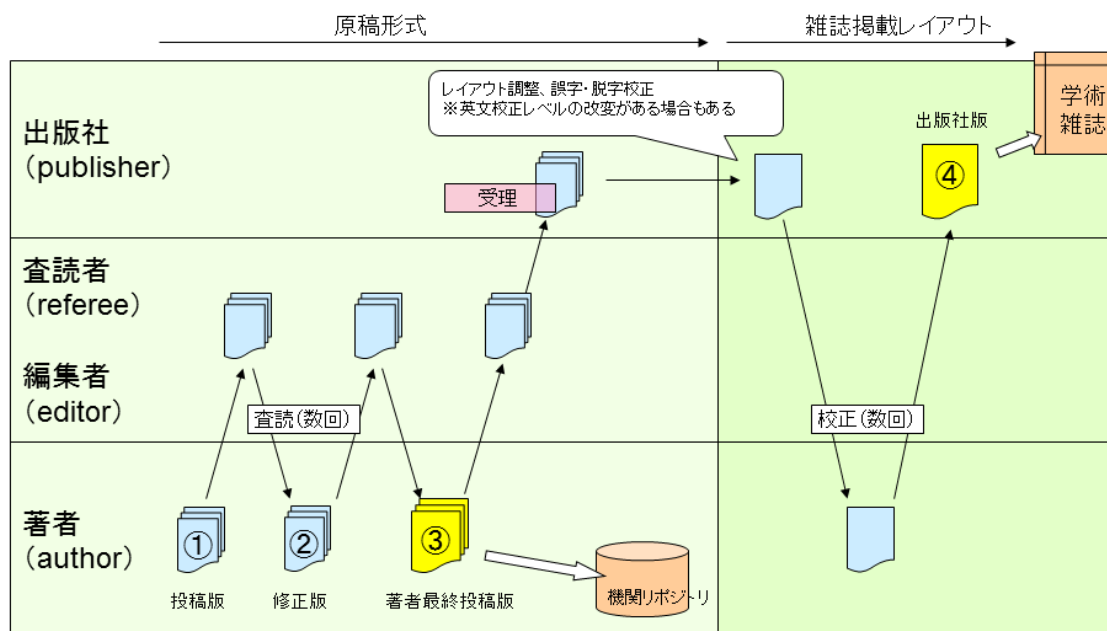 原稿形式
雑誌掲載レイアウト
レイアウト調整、誤字・脱字校正
※英文校正レベルの改変がある場合もある
学術
雑誌
出版社
(publisher)
出版社版
④
受理
査読者
(referee)
編集者
(editor)
査読(数回)
校正(数回)
著者
(author)
①
②
③
投稿版
修正版
著者最終投稿版
機関リポジトリ